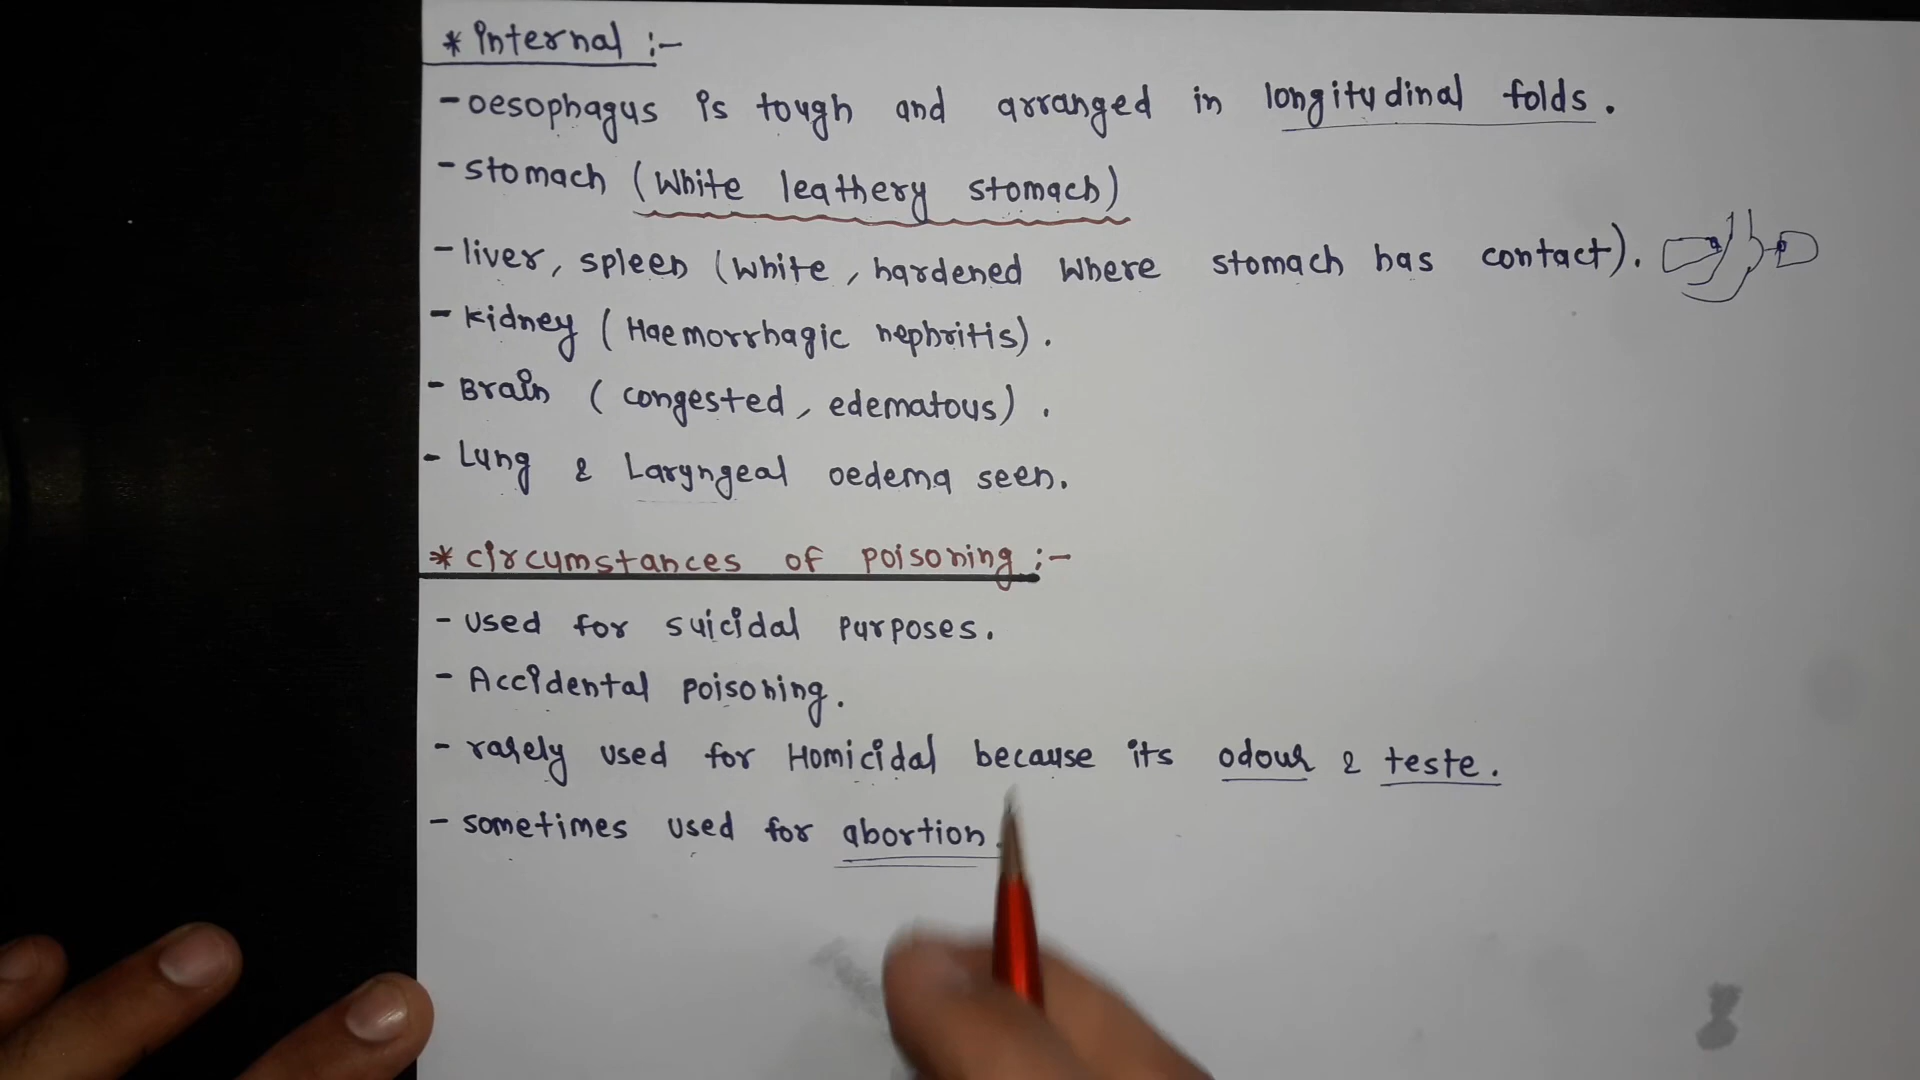 * Internal :-
- oesophagus is tough and arranged in longitudinal folds.
- stomach (White leathery stomach)
- liver, spleen (white, hardened where stomach has contact).
- kidney (Haemorrhagic nephritis).
- Brain (congested, edematous).
- Lung & Laryngeal oedema seen.
* circumstances of poisoning :-
- used for suicidal purposes.
- Accidental poisoning.
- rarely used for Homicidal because its odour & teste.
- sometimes used for abortion.